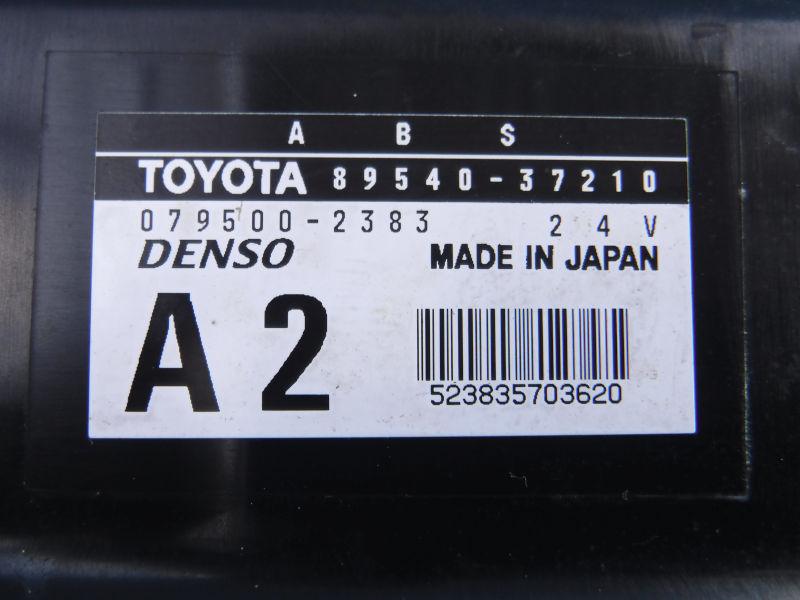 A B S
TOYOTA 89540-37210
079500-2383 24V
DENSO MADE IN JAPAN
A2
523835703620